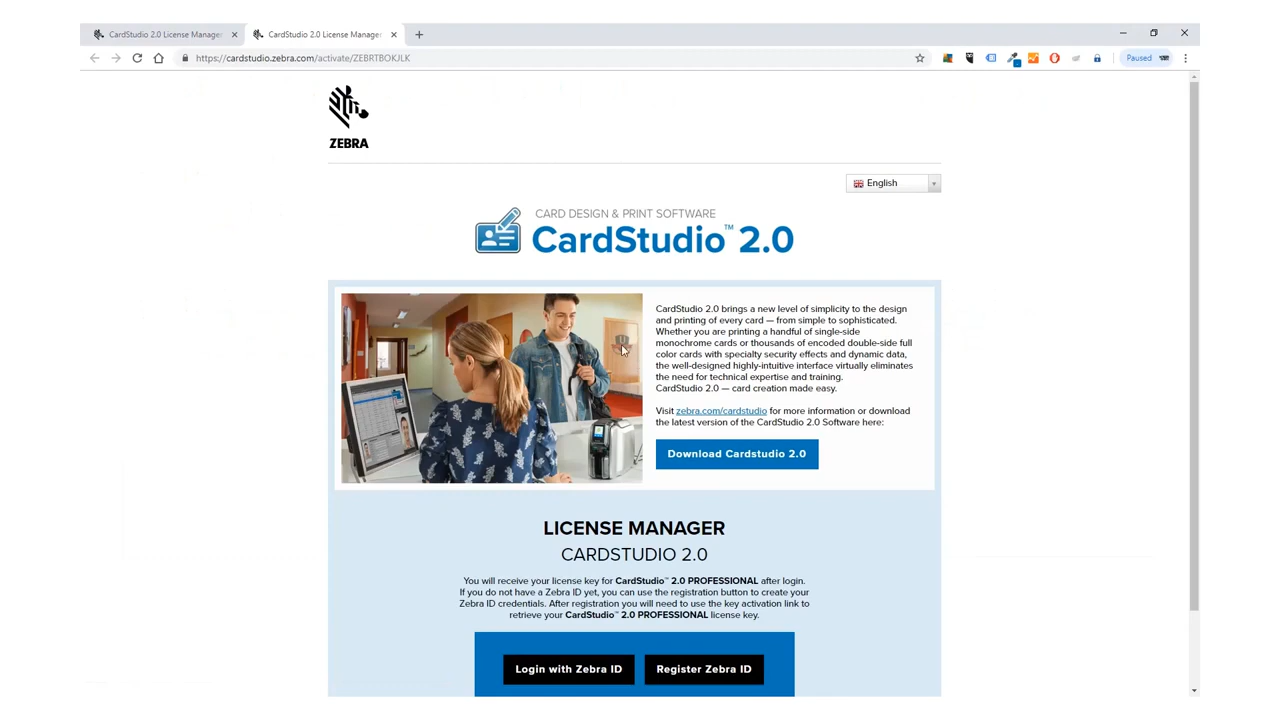 CardStudio 2.0 License Manager
CardStudio 2.0 License Manager
https://cardstudio.zebra.com/activate/ZEBRTBOKJLK
Paused
ZEBRA
English
CARD DESIGN & PRINT SOFTWARE
CardStudio™ 2.0
CardStudio 2.0 brings a new level of simplicity to the design
and printing of every card — from simple to sophisticated.
Whether you are printing a handful of single-side
monochrome cards or thousands of encoded double-side full
color cards with specialty security effects and dynamic data,
the well-designed highly-intuitive interface virtually eliminates
the need for technical expertise and training.
CardStudio 2.0 — card creation made easy.
Visit zebra.com/cardstudio for more information or download
the latest version of the CardStudio 2.0 Software here:
Download Cardstudio 2.0
LICENSE MANAGER
CARDSTUDIO 2.0
You will receive your license key for CardStudio™ 2.0 PROFESSIONAL after login.
If you do not have a Zebra ID yet, you can use the registration button to create your
Zebra ID credentials. After registration you will need to use the key activation link to
retrieve your CardStudio™ 2.0 PROFESSIONAL license key.
Login with Zebra ID
Register Zebra ID